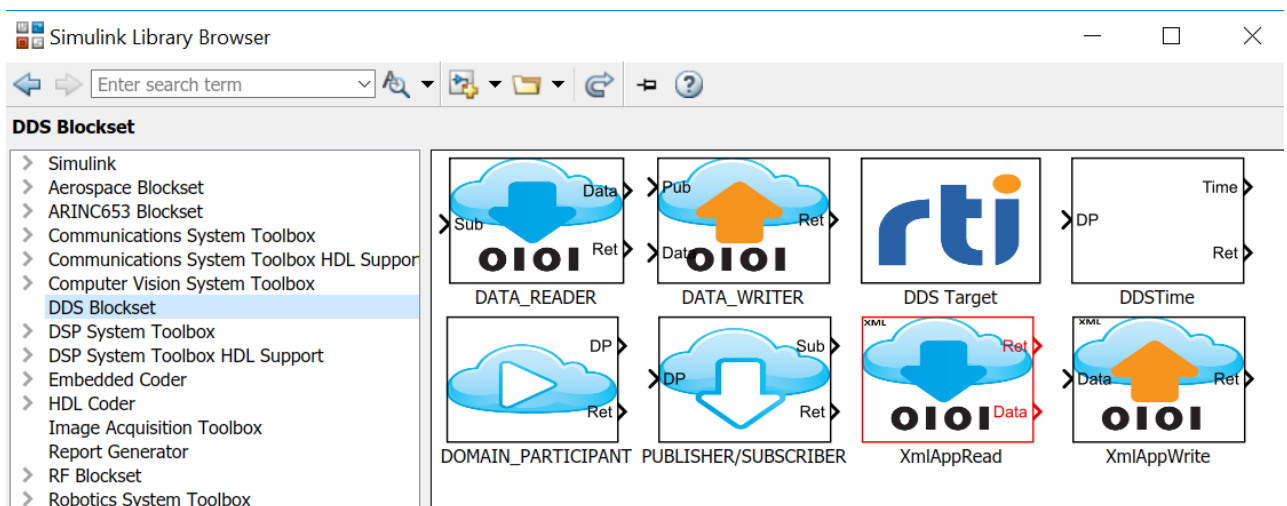 Simulink Library Browser
Enter search term
DDS Blockset
Simulink
Aerospace Blockset
ARINC653 Blockset
Communications System Toolbox
Communications System Toolbox HDL Suppor
Computer Vision System Toolbox
DDS Blockset
DSP System Toolbox
DSP System Toolbox HDL Support
Embedded Coder
HDL Coder
Image Acquisition Toolbox
Report Generator
RF Blockset
Robotics System Toolbox
Sub Data Ret
0101
DATA_READER
Pub Data Ret
0101
DATA_WRITER
rti
DDS Target
DP Time Ret
DDSTime
DP Ret
DOMAIN_PARTICIPANT
DP Sub Ret
PUBLISHER/SUBSCRIBER
XML
Ret Data
0101
XmlAppRead
XML
Data Ret
0101
XmlAppWrite